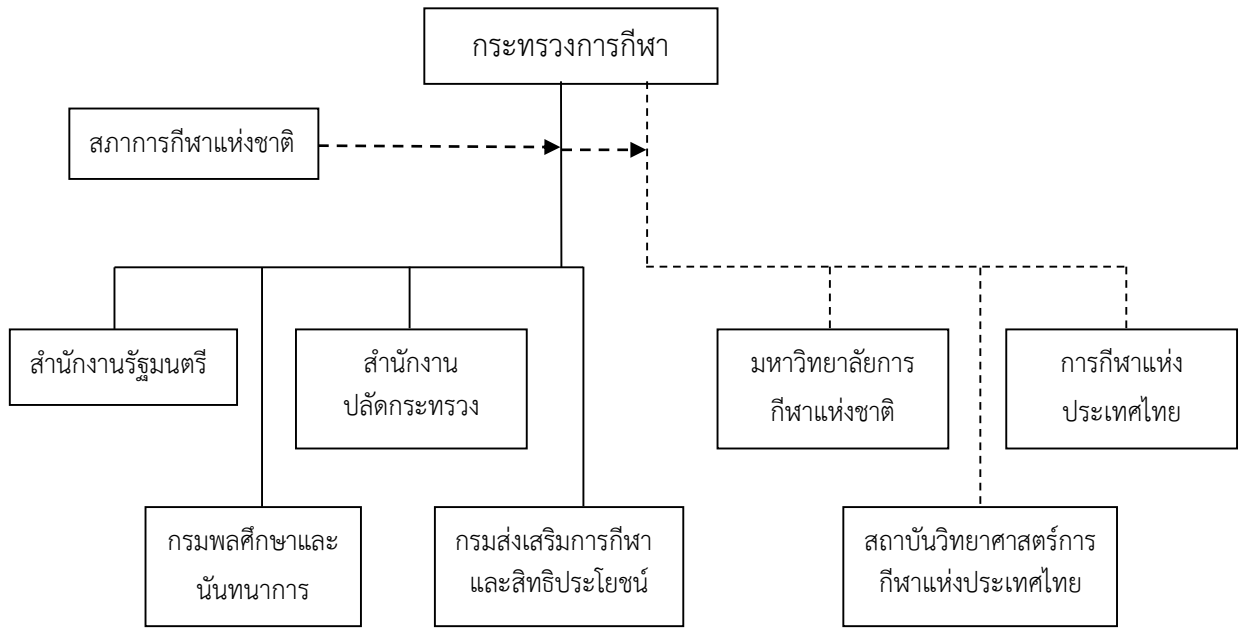 กระทรวงการกีฬา
สภาการกีฬาแห่งชาติ
สำนักงานรัฐมนตรี
สำนักงาน
ปลัดกระทรวง
มหาวิทยาลัยการ
กีฬาแห่งชาติ
การกีฬาแห่ง
ประเทศไทย
กรมพลศึกษาและ
นันทนาการ
กรมส่งเสริมการกีฬา
และสิทธิประโยชน์
สถาบันวิทยาศาสตร์การ
กีฬาแห่งประเทศไทย